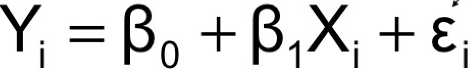 Yᵢ = β₀ + β₁Xᵢ + εᵢ